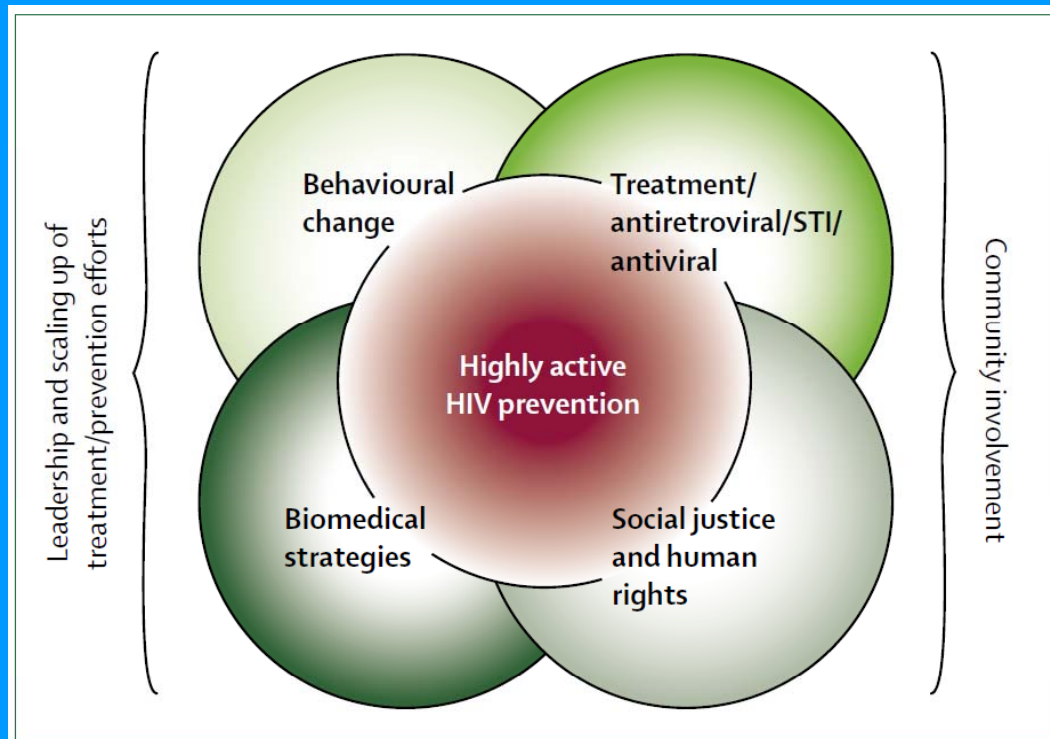 Leadership and scaling up of
treatment/prevention efforts
Behavioural
change
Treatment/
antiretroviral/STI/
antiviral
Highly active
HIV prevention
Biomedical
strategies
Social justice
and human
rights
Community involvement